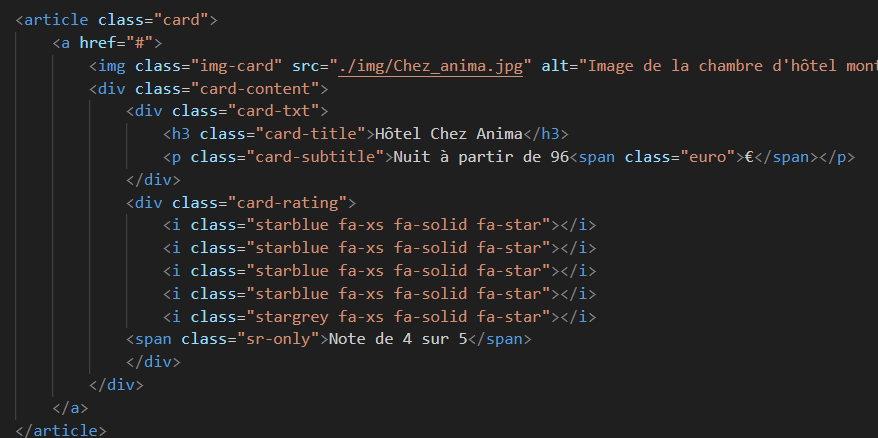 <article class="card">
<a href="#">
<img class="img-card" src="./img/Chez_anima.jpg" alt="Image de la chambre d'hôtel mont
<div class="card-content">
<div class="card-txt">
<h3 class="card-title">Hôtel Chez Anima</h3>
<p class="card-subtitle">Nuit à partir de 96<span class="euro">€</span></p>
</div>
<div class="card-rating">
<i class="starblue fa-xs fa-solid fa-star"></i>
<i class="starblue fa-xs fa-solid fa-star"></i>
<i class="starblue fa-xs fa-solid fa-star"></i>
<i class="starblue fa-xs fa-solid fa-star"></i>
<i class="stargrey fa-xs fa-solid fa-star"></i>
<span class="sr-only">Note de 4 sur 5</span>
</div>
</div>
</a>
</article>